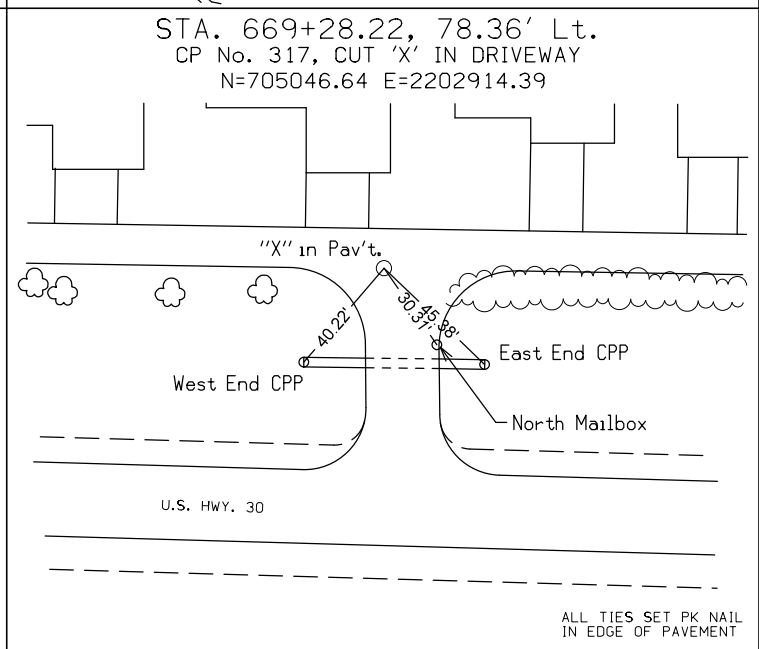 STA. 669+28.22, 78.36' Lt.
CP No. 317, CUT 'X' IN DRIVEWAY
N=705046.64 E=2202914.39
"X" in Pav't.
40.22'
30.37'
45.38'
East End CPP
West End CPP
North Mailbox
U.S. HWY. 30
ALL TIES SET PK NAIL
IN EDGE OF PAVEMENT